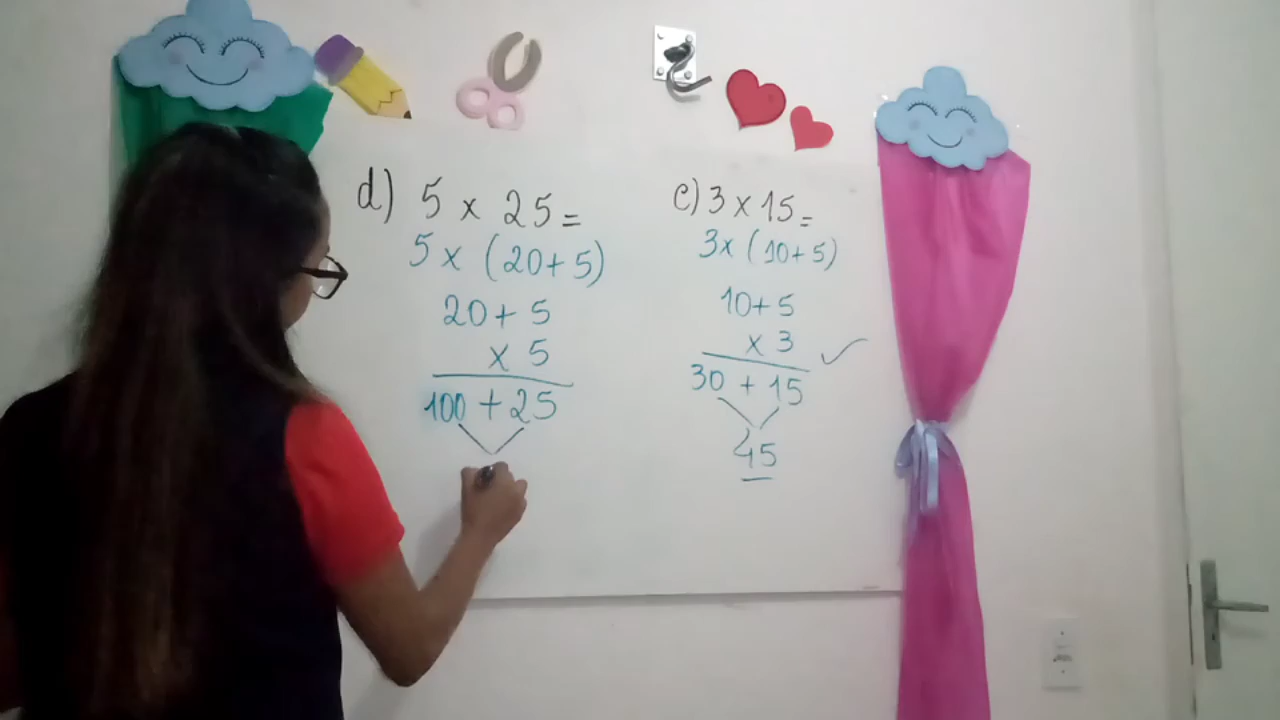 d) 5 x 25 =
5 x (20+5)
20 + 5
x 5
100 + 25
e) 3 x 15 =
3x (10+5)
10+5
x 3
30 + 15
45